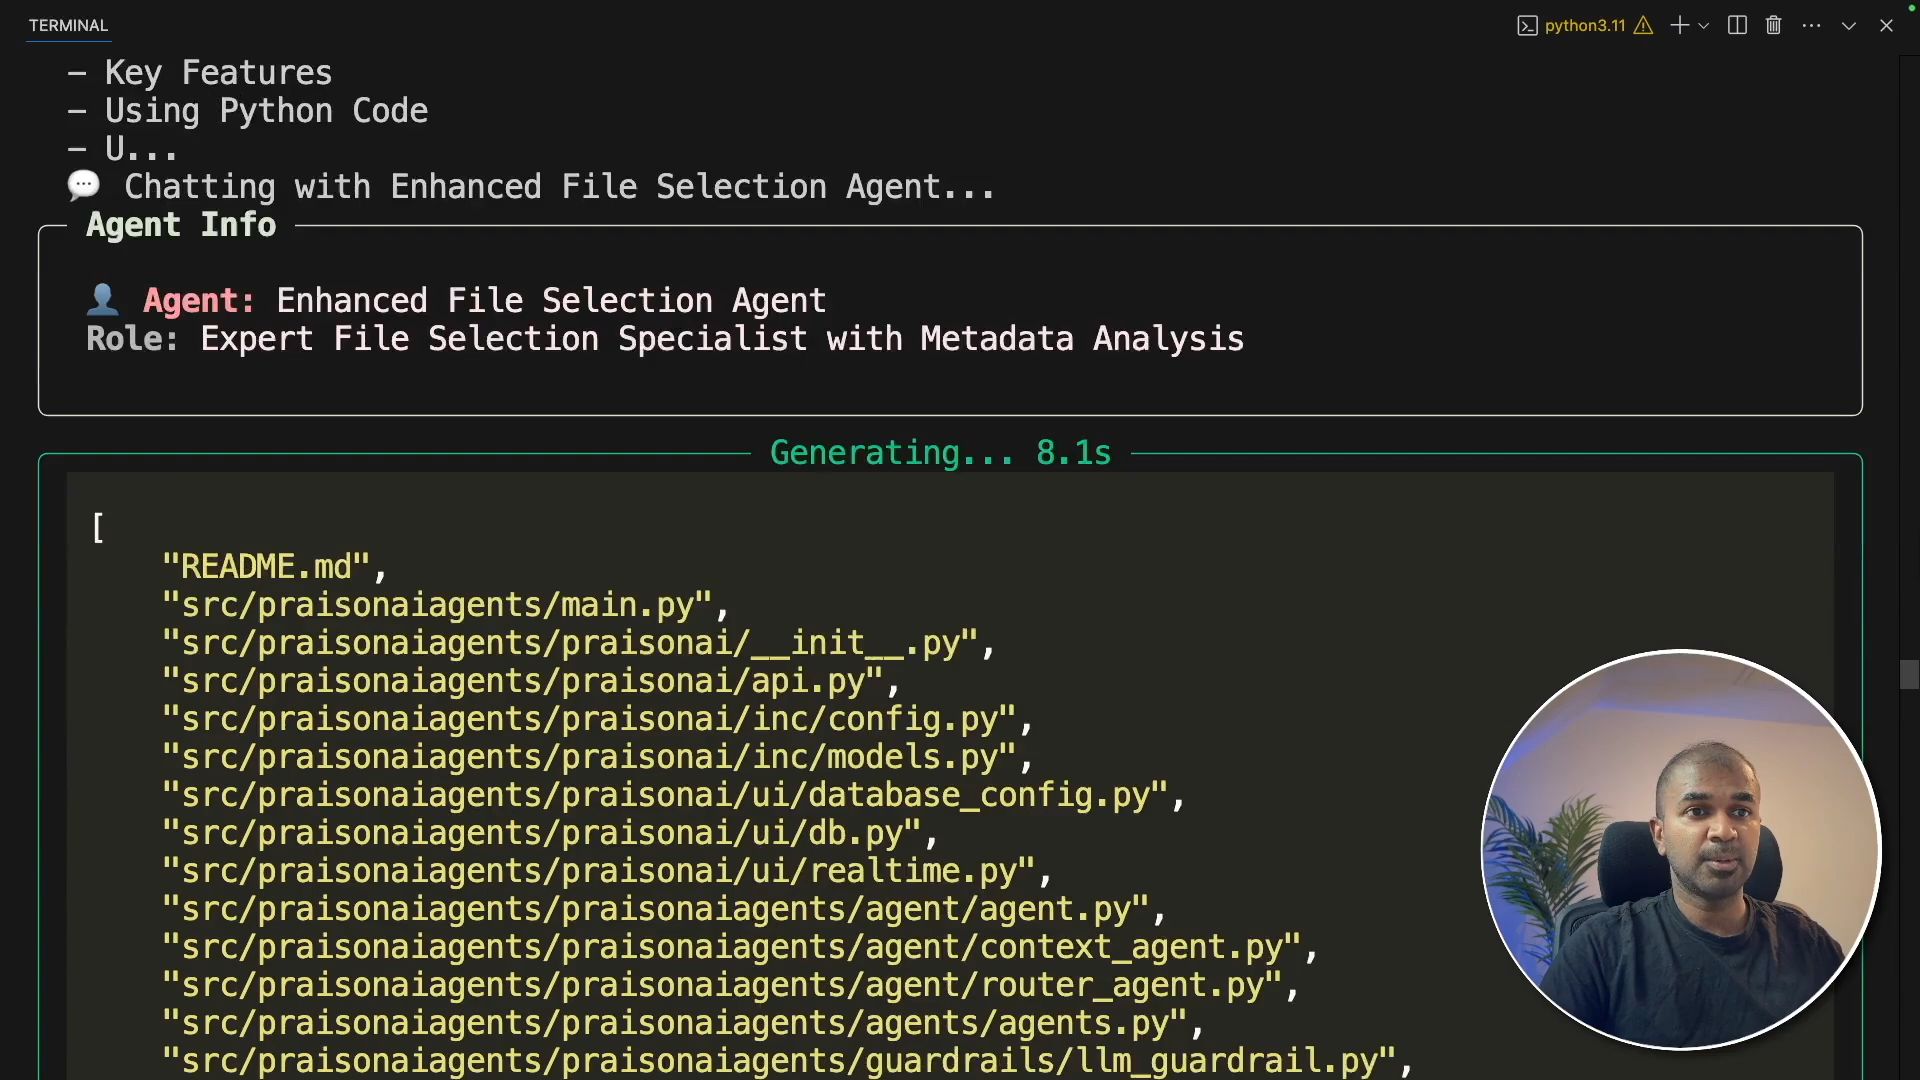 TERMINAL
python3.11
– Key Features
– Using Python Code
– U...
Chatting with Enhanced File Selection Agent...
Agent Info
Agent: Enhanced File Selection Agent
Role: Expert File Selection Specialist with Metadata Analysis
Generating... 8.1s
[
"README.md",
"src/praisonaiagents/main.py",
"src/praisonaiagents/praisonai/__init__.py",
"src/praisonaiagents/praisonai/api.py",
"src/praisonaiagents/praisonai/inc/config.py",
"src/praisonaiagents/praisonai/inc/models.py",
"src/praisonaiagents/praisonai/ui/database_config.py",
"src/praisonaiagents/praisonai/ui/db.py",
"src/praisonaiagents/praisonai/ui/realtime.py",
"src/praisonaiagents/praisonaiagents/agent/agent.py",
"src/praisonaiagents/praisonaiagents/agent/context_agent.py",
"src/praisonaiagents/praisonaiagents/agent/router_agent.py",
"src/praisonaiagents/praisonaiagents/agents/agents.py",
"src/praisonaiagents/praisonaiagents/guardrails/llm_guardrail.py",